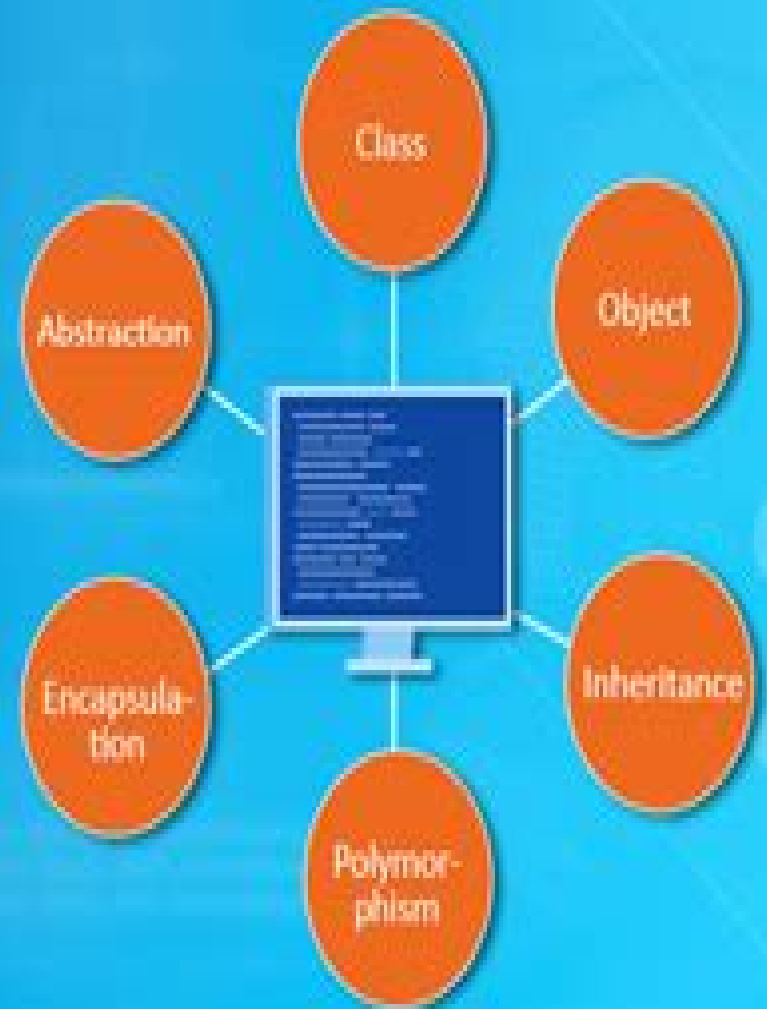 Class
Object
Abstraction
Inheritance
Encapsula-
tion
Polymor-
phism